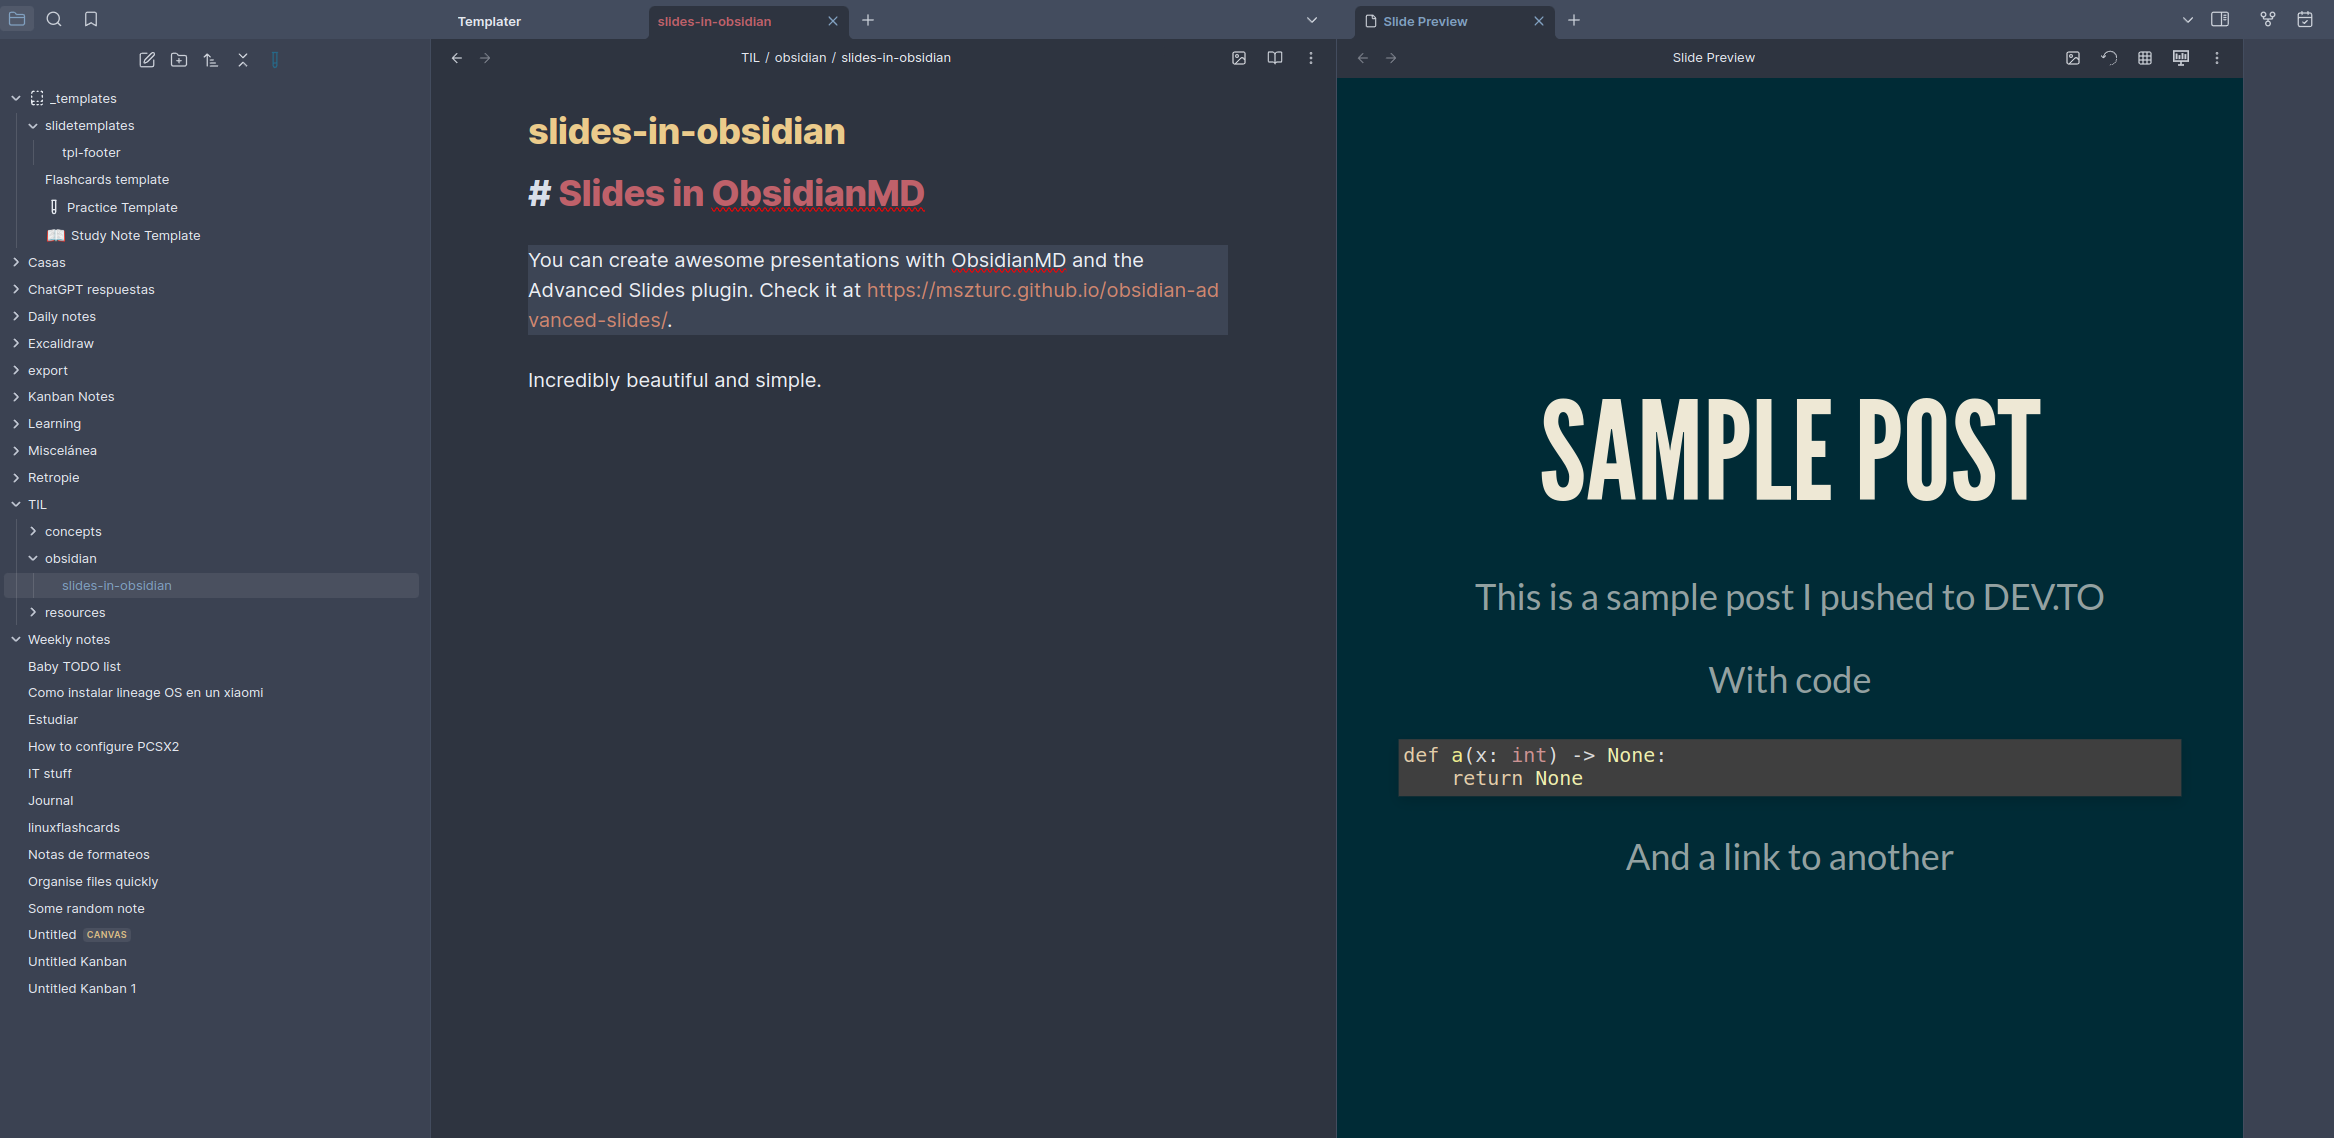 Templater
slides-in-obsidian
Slide Preview
_templates
slidetemplates
tpl-footer
Flashcards template
Practice Template
Study Note Template
Casas
ChatGPT respuestas
Daily notes
Excalidraw
export
Kanban Notes
Learning
Miscelánea
Retropie
TIL
concepts
obsidian
slides-in-obsidian
resources
Weekly notes
Baby TODO list
Como instalar lineage OS en un xiaomi
Estudiar
How to configure PCSX2
IT stuff
Journal
linuxflashcards
Notas de formateos
Organise files quickly
Some random note
Untitled CANVAS
Untitled Kanban
Untitled Kanban 1
TIL / obsidian / slides-in-obsidian
slides-in-obsidian
# Slides in ObsidianMD
You can create awesome presentations with ObsidianMD and the
Advanced Slides plugin. Check it at https://mszturc.github.io/obsidian-ad
vanced-slides/.
Incredibly beautiful and simple.
Slide Preview
SAMPLE POST
This is a sample post I pushed to DEV.TO
With code
def a(x: int) -> None:
    return None
And a link to another